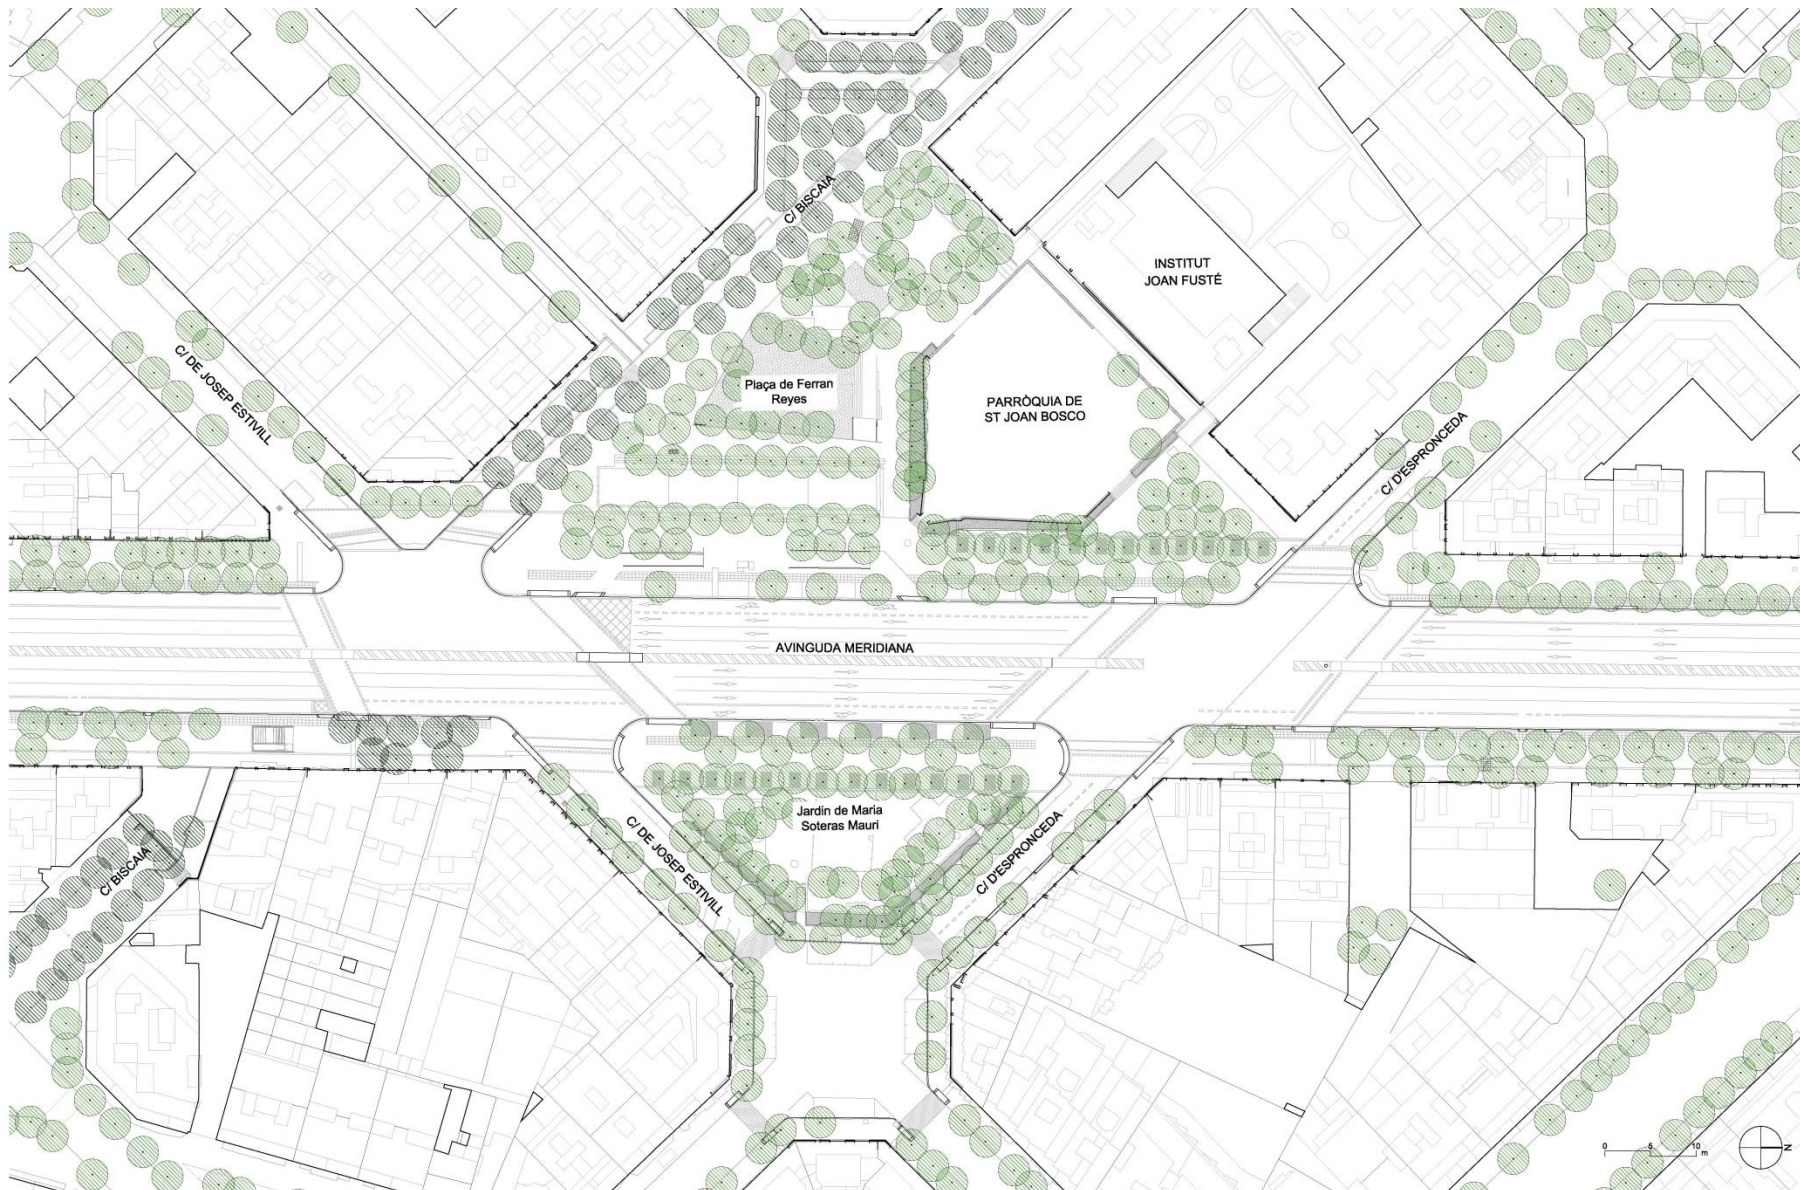 C/ BISCAIA
INSTITUT
JOAN FUSTÉ
C/ DE JOSEP ESTIVILL
Plaça de Ferran
Reyes
PARRÒQUIA DE
ST JOAN BOSCO
C/ D'ESPRONCEDA
AVINGUDA MERIDIANA
Jardin de Maria
Soteras Mauri
C/ BISCAIA
C/ DE JOSEP ESTIVILL
C/ D'ESPRONCEDA
0 5 10
m
N